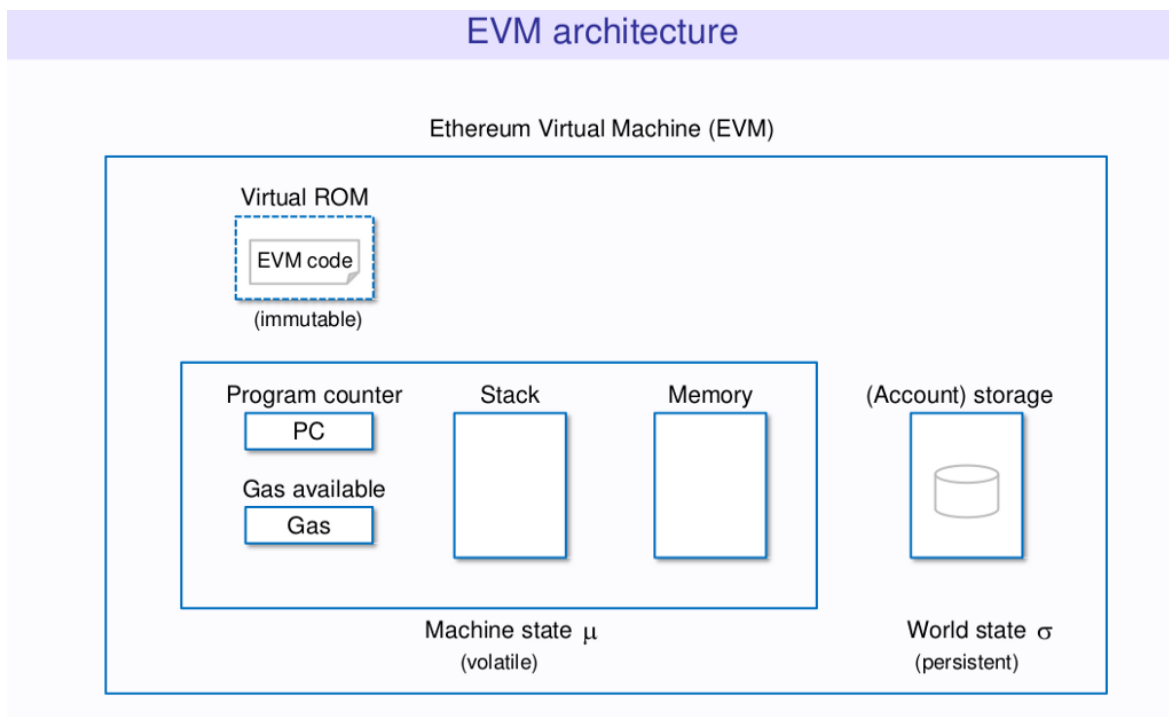 EVM architecture
Ethereum Virtual Machine (EVM)
Virtual ROM
EVM code
(immutable)
Program counter
PC
Gas available
Gas
Stack
Memory
(Account) storage
Machine state μ
(volatile)
World state σ
(persistent)